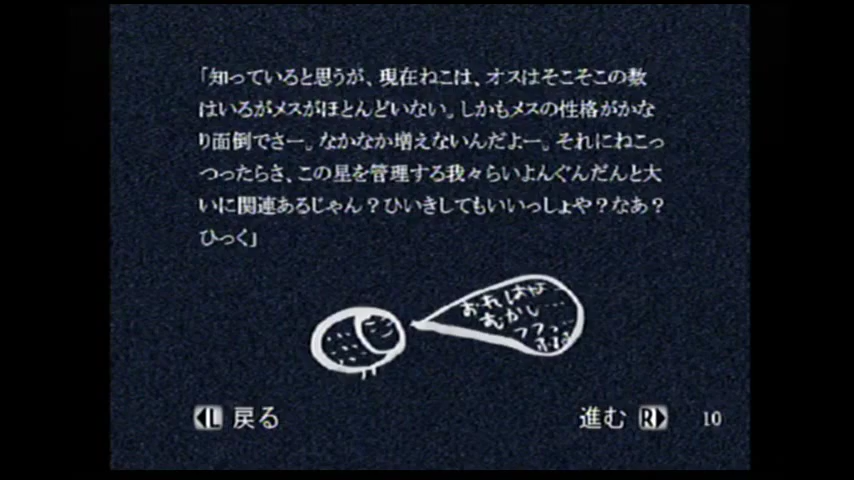 「知っていると思うが、現在ねこは、オスはそこそこの数
はいるがメスがほとんどいない。しかもメスの性格がかな
り面倒でさー。なかなか増えないんだよー。それにねこっ
つったらさ、この星を管理する我々らいよんぐんだんと大
いに関連あるじゃん？ひいきしてもいいっしょや？なあ？
ひっく」
おれはな
むかし
フフッ…
L 戻る
進む R
10